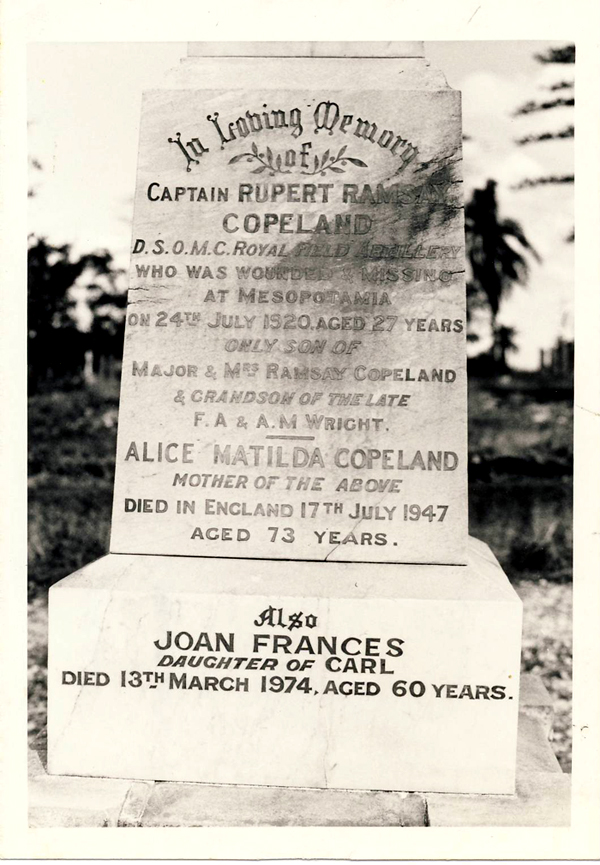 In Loving Memory
of
CAPTAIN RUPERT RAMSAY
COPELAND
D.S.O.M.C. ROYAL FIELD ARTILLERY
WHO WAS WOUNDED & MISSING
AT MESOPOTAMIA
ON 24TH JULY 1920. AGED 27 YEARS
ONLY SON OF
MAJOR & MRS RAMSAY COPELAND
& GRANDSON OF THE LATE
F.A & A.M WRIGHT.
ALICE MATILDA COPELAND
MOTHER OF THE ABOVE
DIED IN ENGLAND 17TH JULY 1947
AGED 73 YEARS.
Also
JOAN FRANCES
DAUGHTER OF CARL
DIED 13TH MARCH 1974, AGED 60 YEARS.